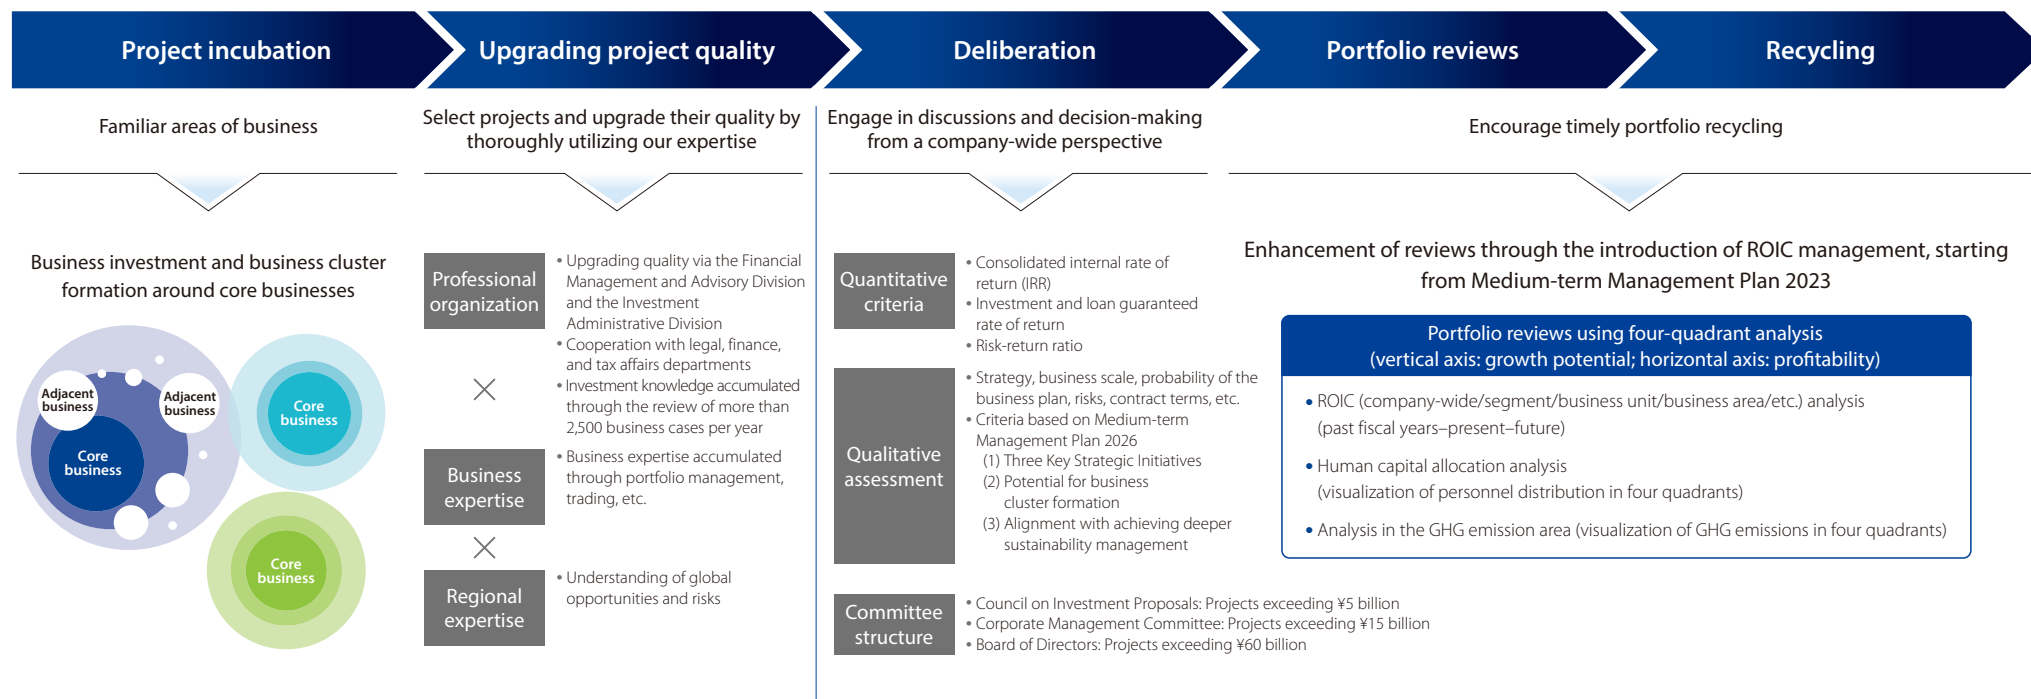 Project incubation
Upgrading project quality
Deliberation
Portfolio reviews
Recycling
Familiar areas of business
Business investment and business cluster
formation around core businesses
Adjacent
business
Adjacent
business
Core
business
Core
business
Core
business
Select projects and upgrade their quality by
thoroughly utilizing our expertise
Professional
organization
• Upgrading quality via the Financial
Management and Advisory Division
and the Investment
Administrative Division
• Cooperation with legal, finance,
and tax affairs departments
• Investment knowledge accumulated
through the review of more than
2,500 business cases per year
×
Business
expertise
• Business expertise accumulated
through portfolio management,
trading, etc.
×
Regional
expertise
• Understanding of global
opportunities and risks
Engage in discussions and decision-making
from a company-wide perspective
Quantitative
criteria
• Consolidated internal rate of
return (IRR)
• Investment and loan guaranteed
rate of return
• Risk-return ratio
Qualitative
assessment
• Strategy, business scale, probability of the
business plan, risks, contract terms, etc.
• Criteria based on Medium-term
Management Plan 2026
(1) Three Key Strategic Initiatives
(2) Potential for business
cluster formation
(3) Alignment with achieving deeper
sustainability management
Committee
structure
• Council on Investment Proposals: Projects exceeding ¥5 billion
• Corporate Management Committee: Projects exceeding ¥15 billion
• Board of Directors: Projects exceeding ¥60 billion
Encourage timely portfolio recycling
Enhancement of reviews through the introduction of ROIC management, starting
from Medium-term Management Plan 2023
Portfolio reviews using four-quadrant analysis
(vertical axis: growth potential; horizontal axis: profitability)
• ROIC (company-wide/segment/business unit/business area/etc.) analysis
(past fiscal years–present–future)
• Human capital allocation analysis
(visualization of personnel distribution in four quadrants)
• Analysis in the GHG emission area (visualization of GHG emissions in four quadrants)